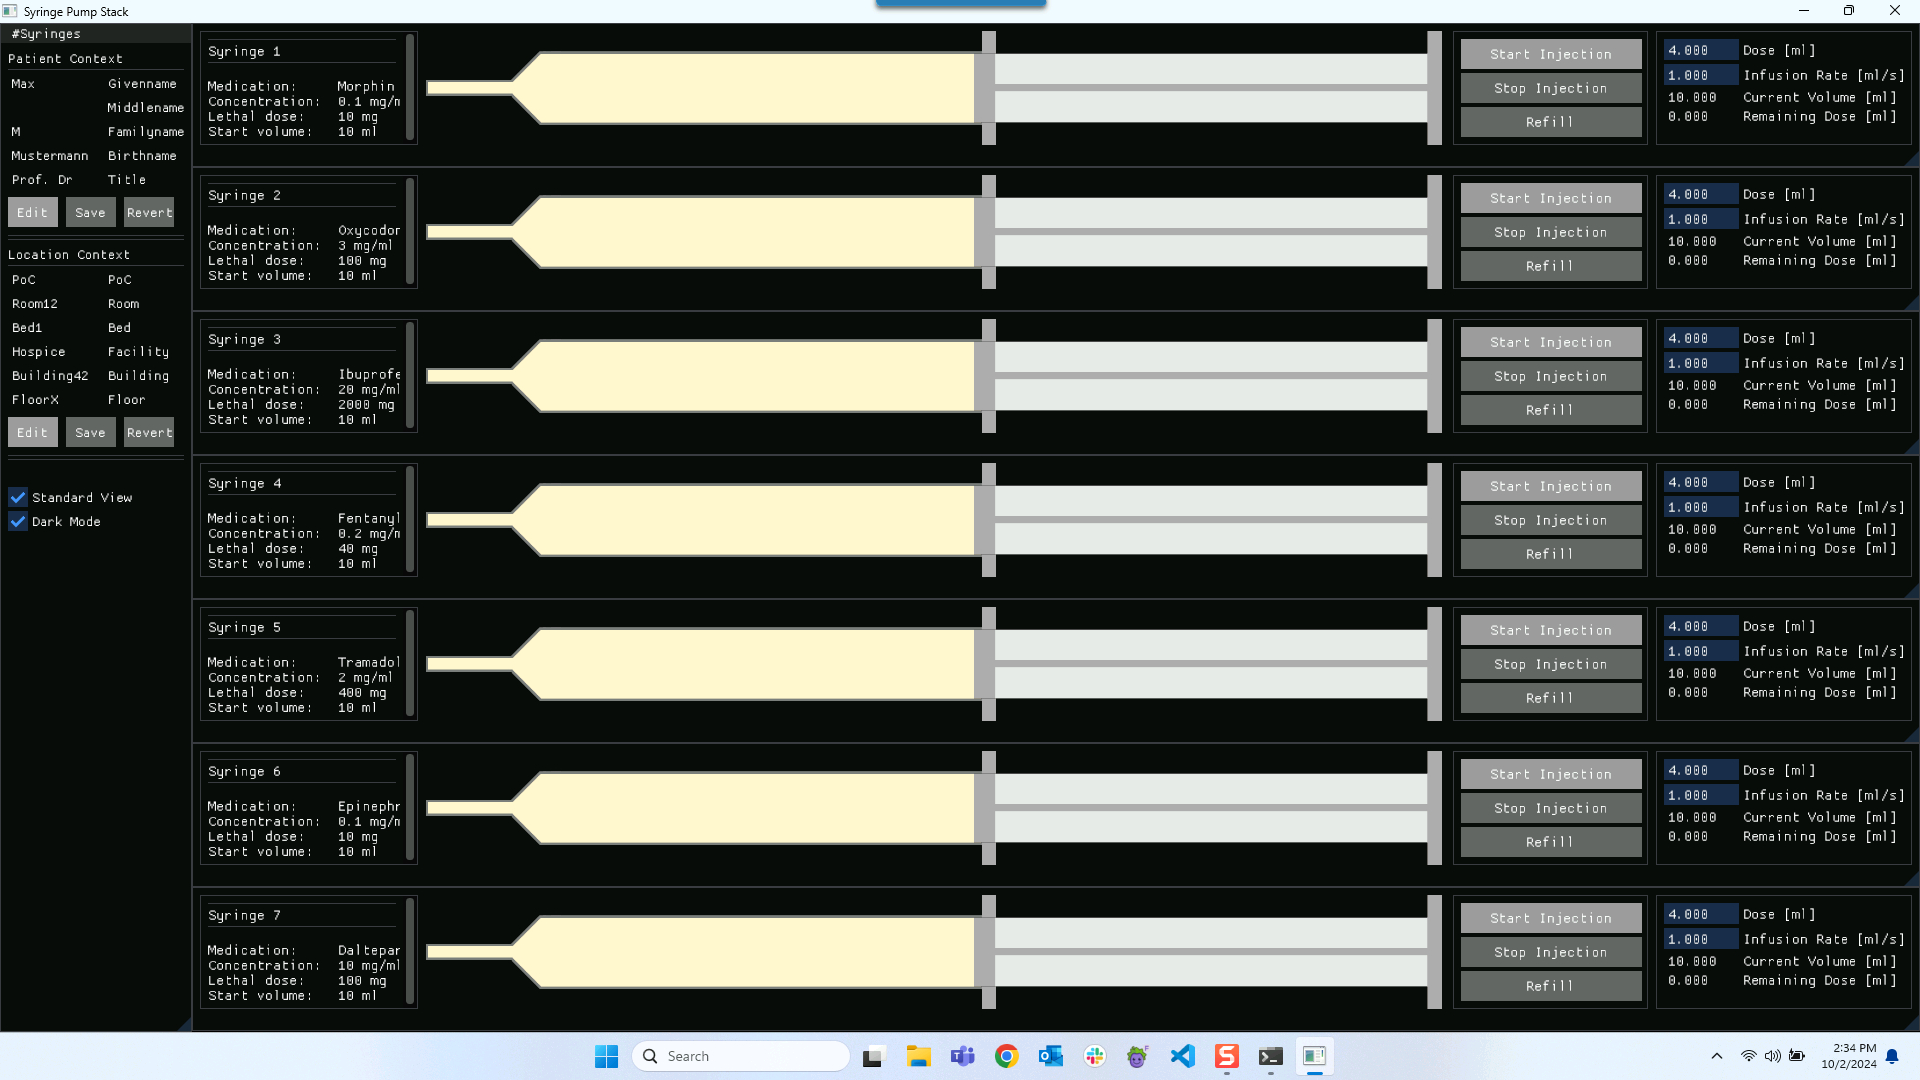 Syringe Pump Stack
#Syringes
Patient Context
Max Givenname
Middlename
M Familyname
Mustermann Birthname
Prof. Dr Title
Edit Save Revert
Location Context
PoC PoC
Room12 Room
Bed1 Bed
Hospice Facility
Building42 Building
FloorX Floor
Edit Save Revert
Standard View
Dark Mode
Syringe 1
Medication: Morphin
Concentration: 0.1 mg/m
Lethal dose: 10 mg
Start volume: 10 ml
Start Injection
Stop Injection
Refill
4.000 Dose [ml]
1.000 Infusion Rate [ml/s]
10.000 Current Volume [ml]
0.000 Remaining Dose [ml]
Syringe 2
Medication: Oxycodon
Concentration: 3 mg/ml
Lethal dose: 100 mg
Start volume: 10 ml
Start Injection
Stop Injection
Refill
4.000 Dose [ml]
1.000 Infusion Rate [ml/s]
10.000 Current Volume [ml]
0.000 Remaining Dose [ml]
Syringe 3
Medication: Ibuprofe
Concentration: 20 mg/ml
Lethal dose: 2000 mg
Start volume: 10 ml
Start Injection
Stop Injection
Refill
4.000 Dose [ml]
1.000 Infusion Rate [ml/s]
10.000 Current Volume [ml]
0.000 Remaining Dose [ml]
Syringe 4
Medication: Fentanyl
Concentration: 0.2 mg/m
Lethal dose: 40 mg
Start volume: 10 ml
Start Injection
Stop Injection
Refill
4.000 Dose [ml]
1.000 Infusion Rate [ml/s]
10.000 Current Volume [ml]
0.000 Remaining Dose [ml]
Syringe 5
Medication: Tramadol
Concentration: 2 mg/ml
Lethal dose: 400 mg
Start volume: 10 ml
Start Injection
Stop Injection
Refill
4.000 Dose [ml]
1.000 Infusion Rate [ml/s]
10.000 Current Volume [ml]
0.000 Remaining Dose [ml]
Syringe 6
Medication: Epinephr
Concentration: 0.1 mg/m
Lethal dose: 10 mg
Start volume: 10 ml
Start Injection
Stop Injection
Refill
4.000 Dose [ml]
1.000 Infusion Rate [ml/s]
10.000 Current Volume [ml]
0.000 Remaining Dose [ml]
Syringe 7
Medication: Daltepar
Concentration: 10 mg/ml
Lethal dose: 100 mg
Start volume: 10 ml
Start Injection
Stop Injection
Refill
4.000 Dose [ml]
1.000 Infusion Rate [ml/s]
10.000 Current Volume [ml]
0.000 Remaining Dose [ml]
Search
2:34 PM
10/2/2024